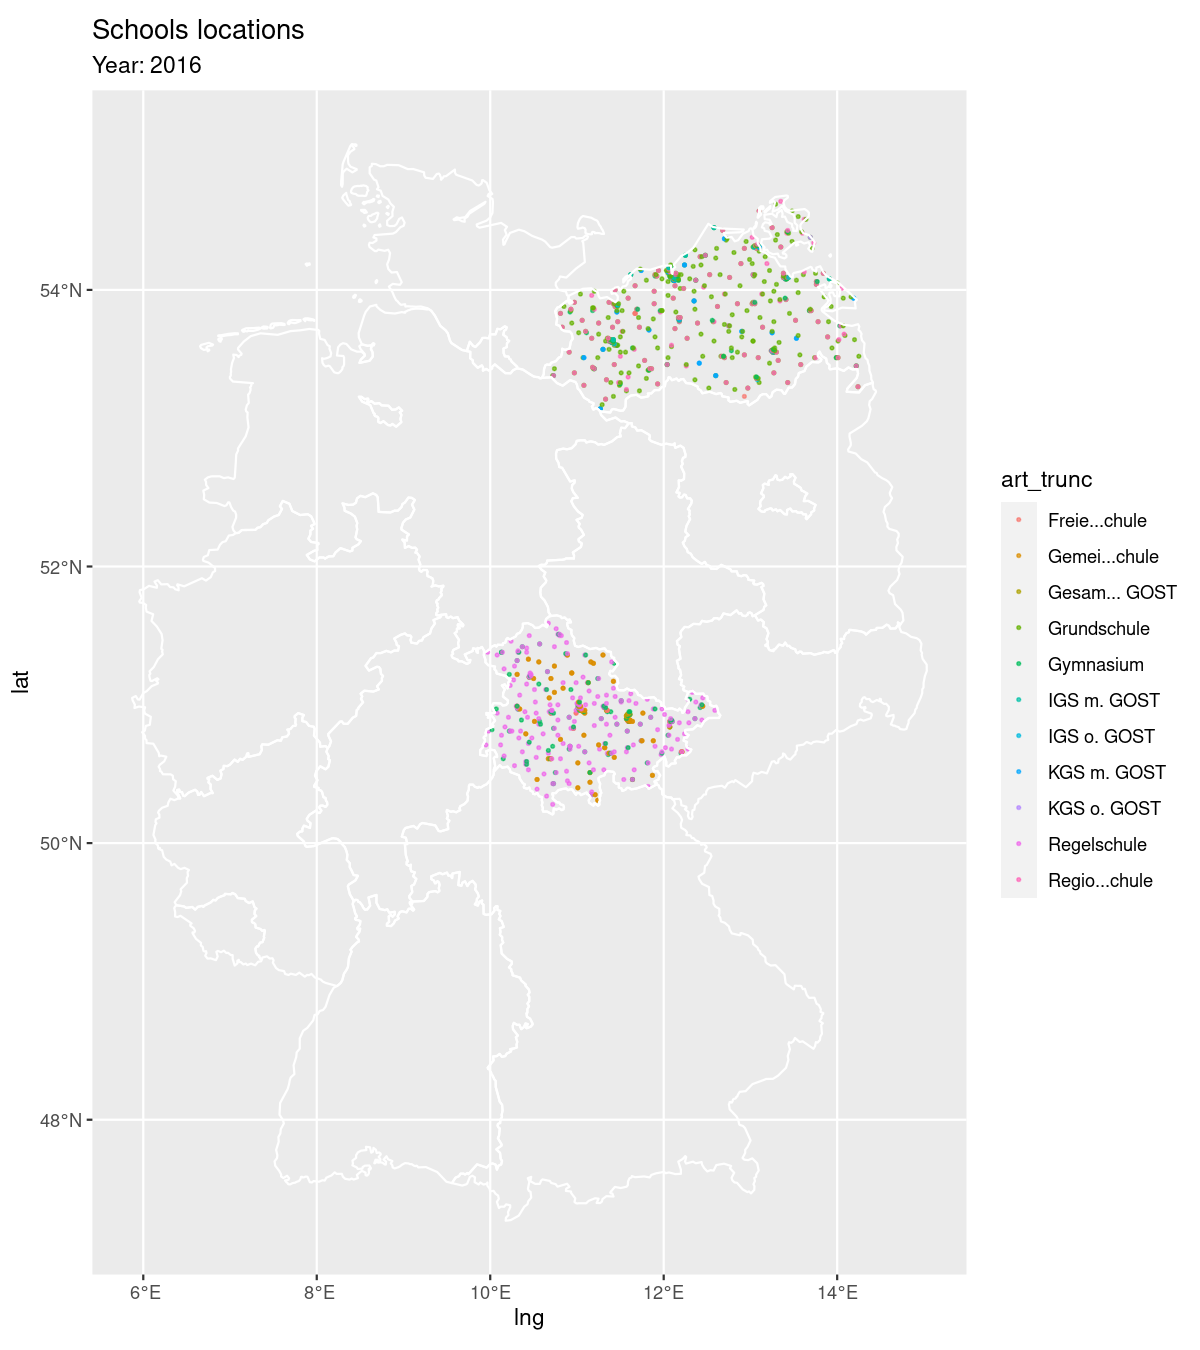 Schools locations
Year: 2016
54°N
52°N
50°N
48°N
lat
6°E
8°E
10°E
12°E
14°E
lng
art_trunc
Freie...chule
Gemei...chule
Gesam... GOST
Grundschule
Gymnasium
IGS m. GOST
IGS o. GOST
KGS m. GOST
KGS o. GOST
Regelschule
Regio...chule